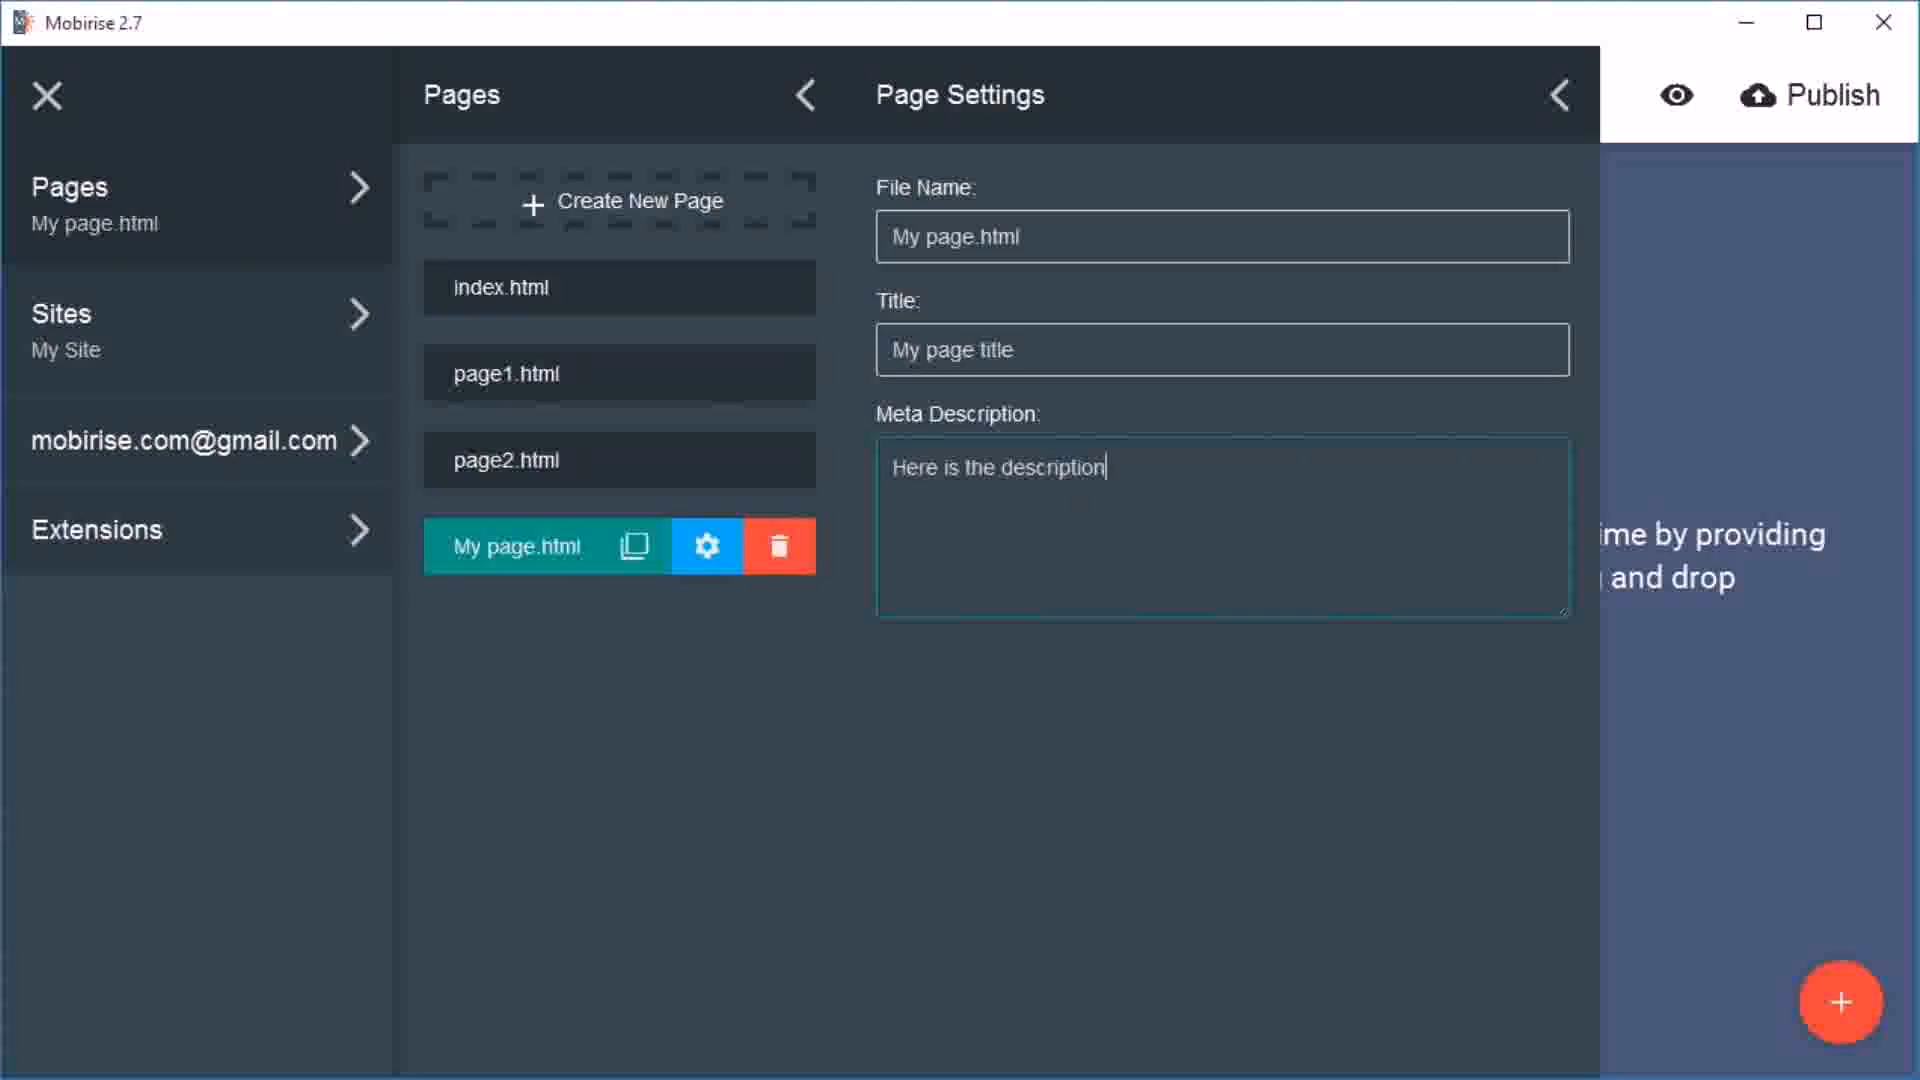 Mobirise 2.7
Pages
Page Settings
Publish
Pages
My page.html
Sites
My Site
mobirise.com@gmail.com
Extensions
Create New Page
index.html
page1.html
page2.html
My page.html
File Name:
My page.html
Title:
My page title
Meta Description:
Here is the description
me by providing
and drop